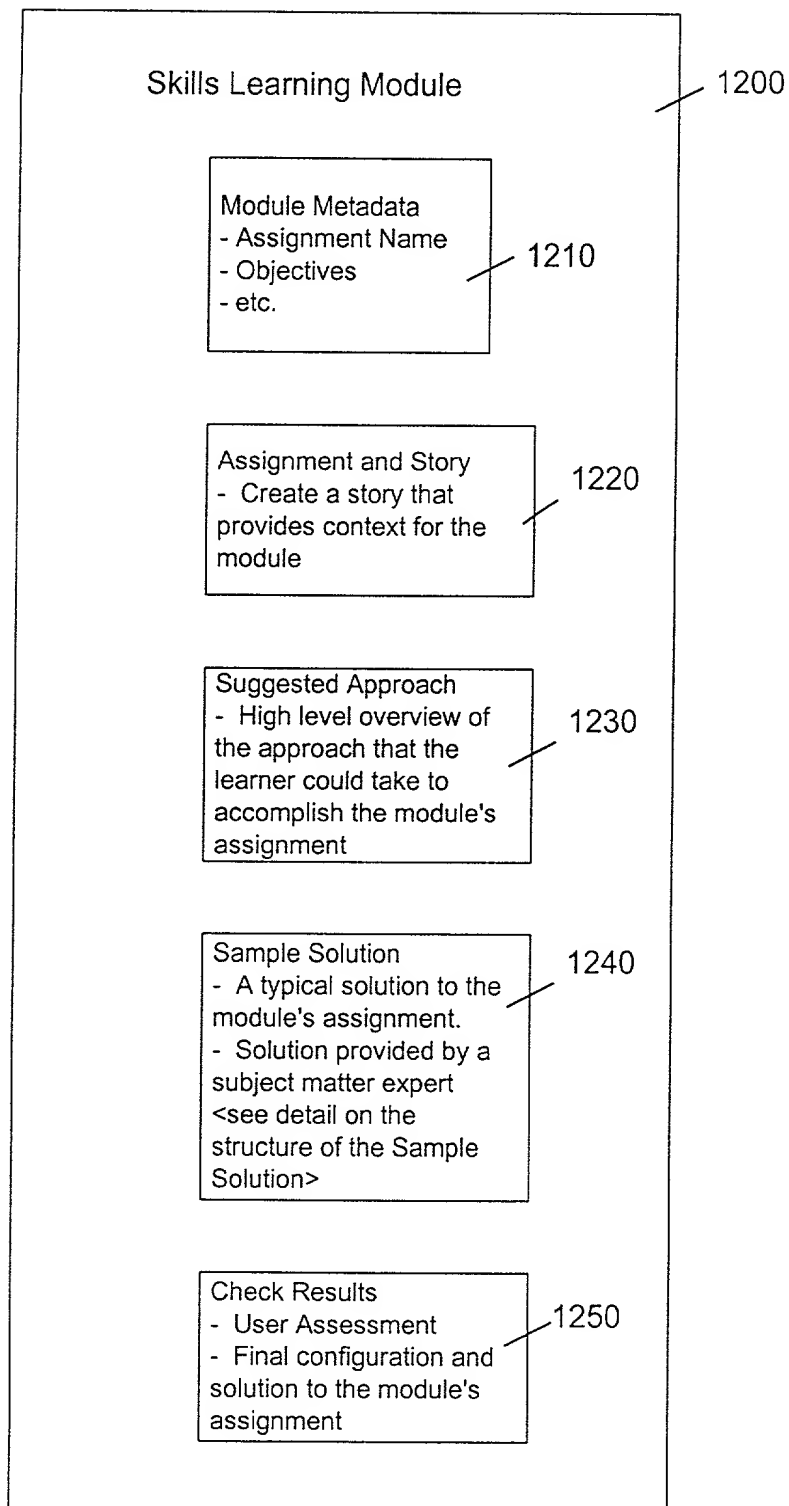 Skills Learning Module
1200
Module Metadata
- Assignment Name
- Objectives
- etc.
1210
Assignment and Story
- Create a story that
provides context for the
module
1220
Suggested Approach
- High level overview of
the approach that the
learner could take to
accomplish the module's
assignment
1230
Sample Solution
- A typical solution to the
module's assignment.
- Solution provided by a
subject matter expert
<see detail on the
structure of the Sample
Solution>
1240
Check Results
- User Assessment
- Final configuration and
solution to the module's
assignment
1250